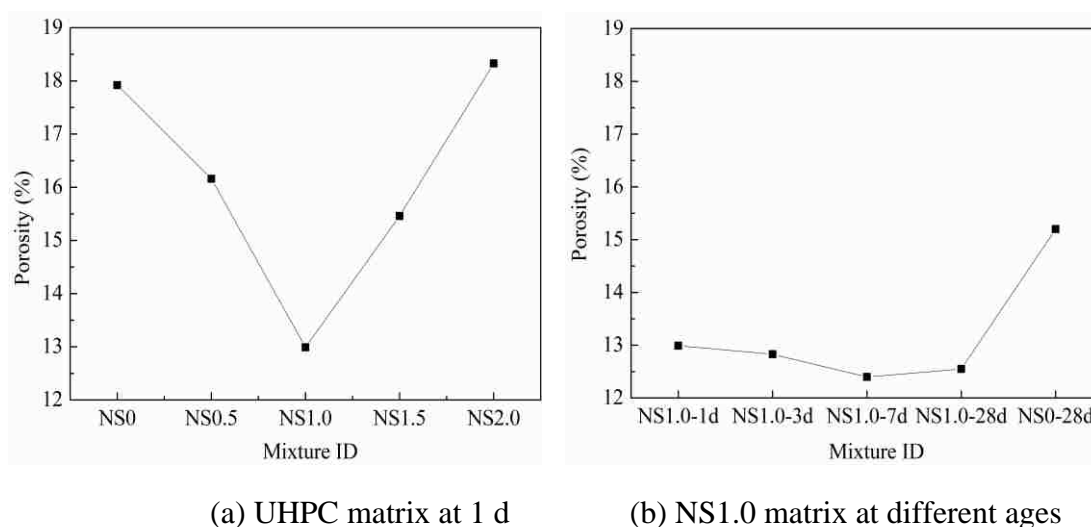 19
18
17
16
15
14
13
12
Porosity (%)
NS0 NS0.5 NS1.0 NS1.5 NS2.0
Mixture ID
19
18
17
16
15
14
13
12
Porosity (%)
NS1.0-1d NS1.0-3d NS1.0-7d NS1.0-28d NS0-28d
Mixture ID
(a) UHPC matrix at 1 d
(b) NS1.0 matrix at different ages